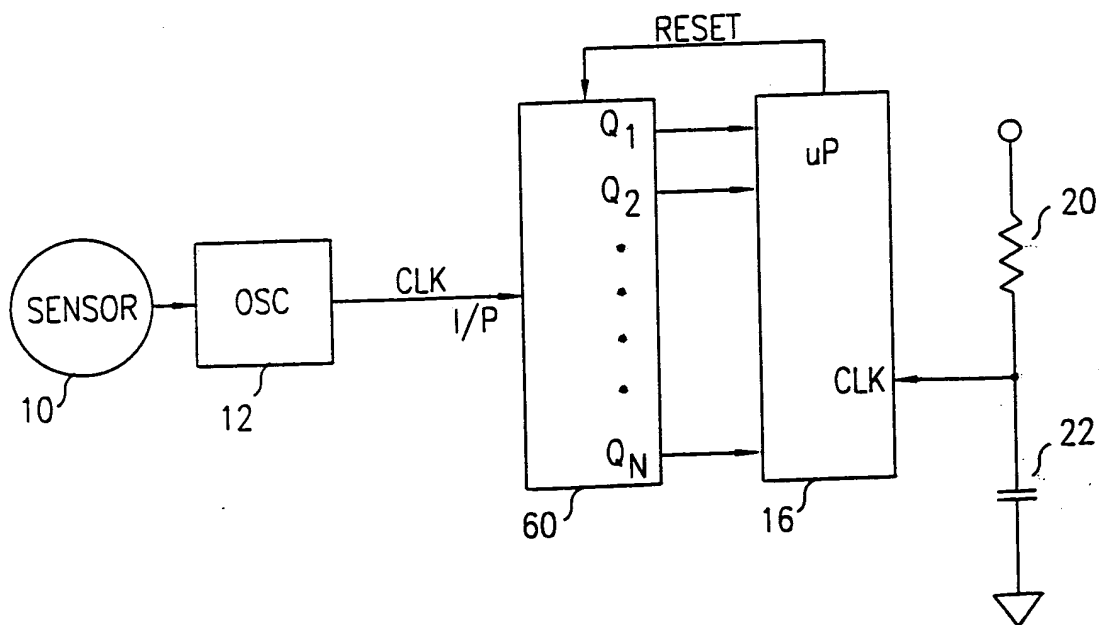 RESET
Q1
Q2
QN
uP
CLK
20
22
SENSOR
OSC
CLK
I/P
10
12
60
16